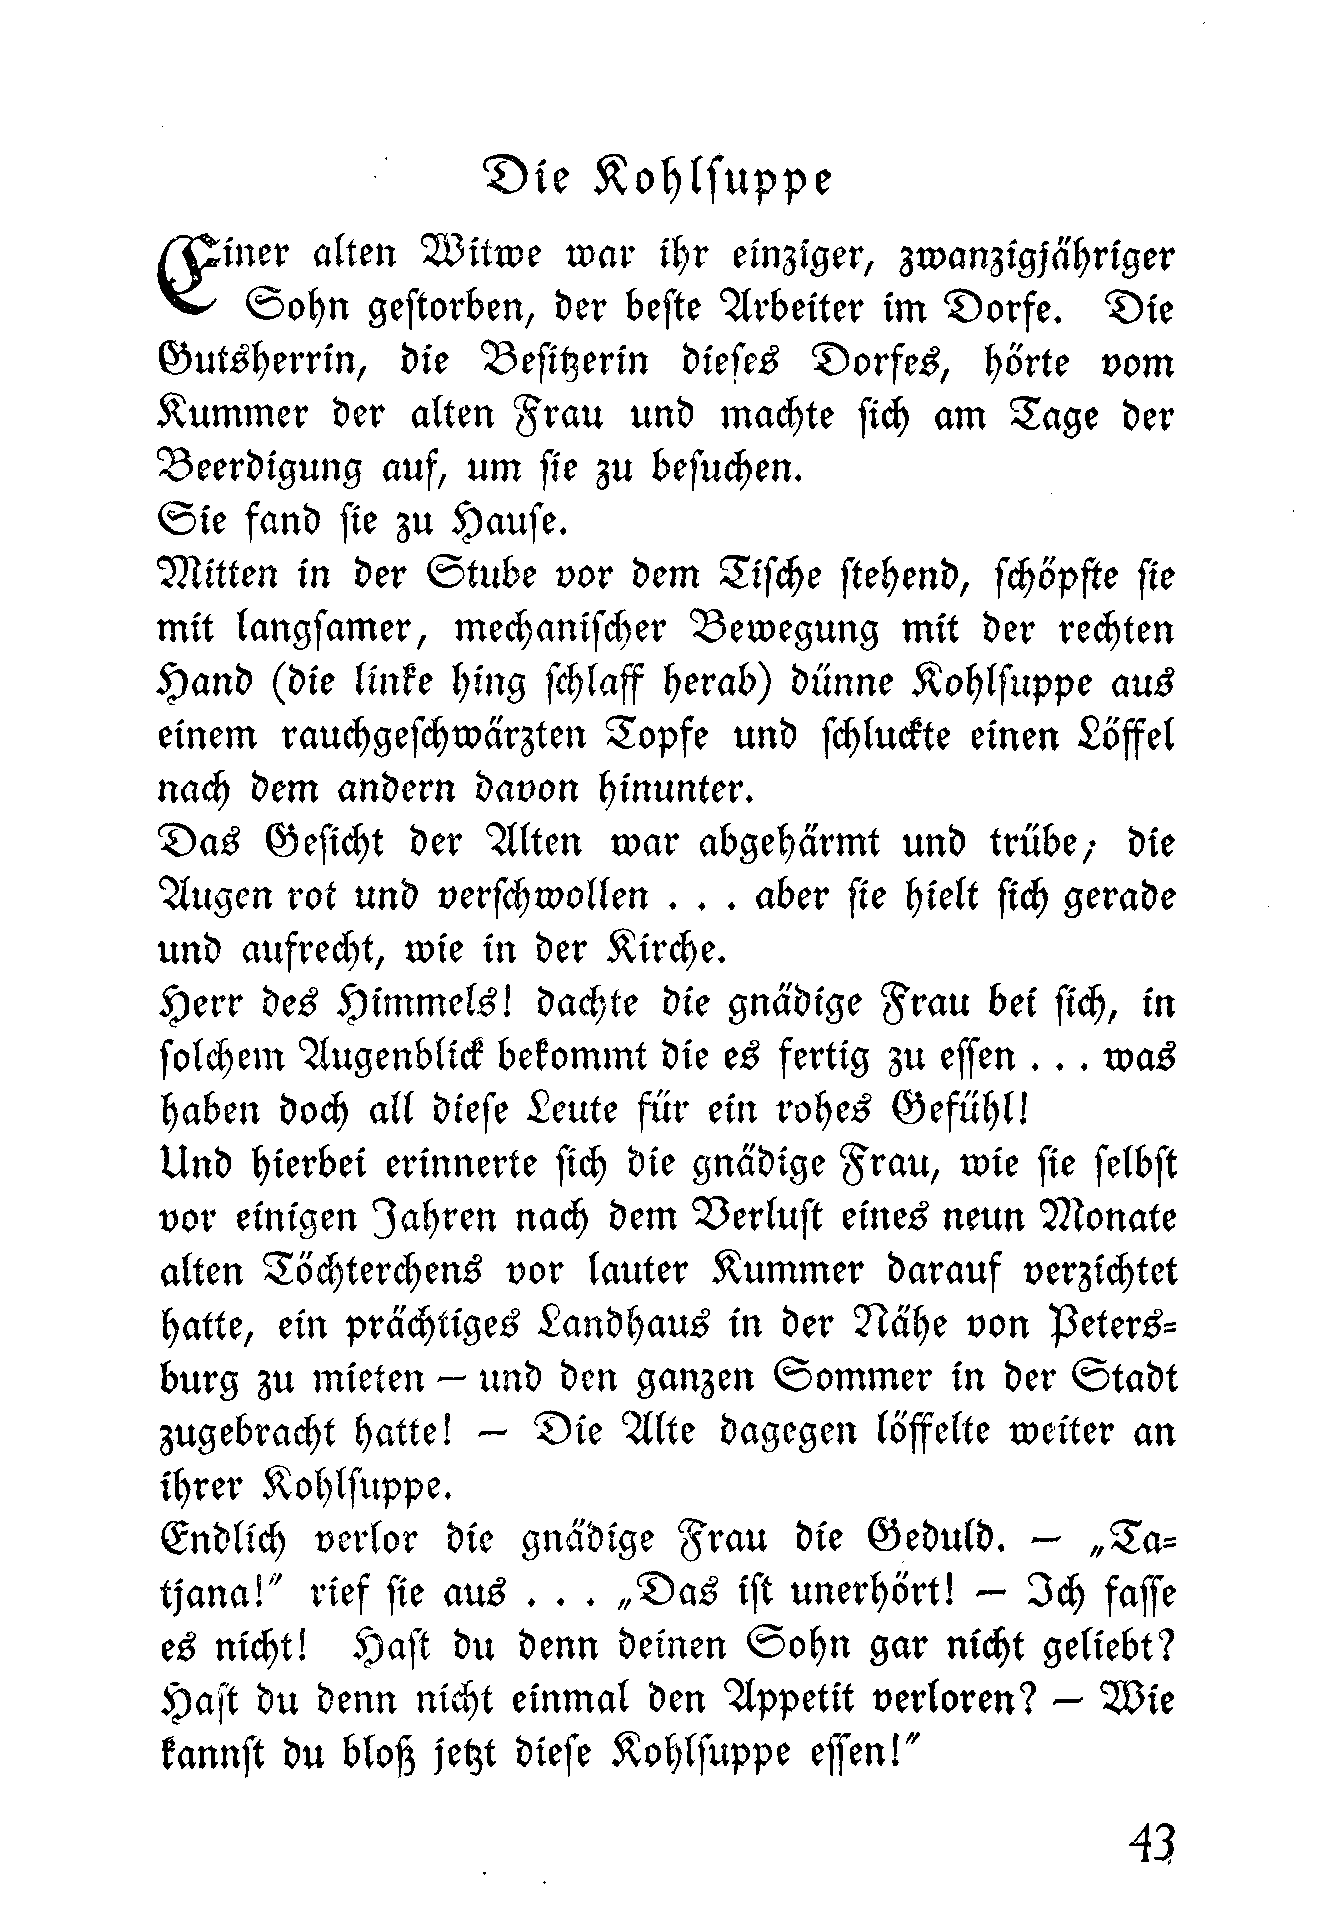 Die Kohlsuppe
Einer alten Witwe war ihr einziger, zwanzigjähriger
Sohn gestorben, der beste Arbeiter im Dorfe. Die
Gutsherrin, die Besitzerin dieses Dorfes, hörte vom
Kummer der alten Frau und machte sich am Tage der
Beerdigung auf, um sie zu besuchen.
Sie fand sie zu Hause.
Mitten in der Stube vor dem Tische stehend, schöpfte sie
mit langsamer, mechanischer Bewegung mit der rechten
Hand (die linke hing schlaff herab) dünne Kohlsuppe aus
einem rauchgeschwärzten Topfe und schluckte einen Löffel
nach dem andern davon hinunter.
Das Gesicht der Alten war abgehärmt und trübe; die
Augen rot und verschwollen . . . aber sie hielt sich gerade
und aufrecht, wie in der Kirche.
Herr des Himmels! dachte die gnädige Frau bei sich, in
solchem Augenblick bekommt die es fertig zu essen . . . was
haben doch all diese Leute für ein rohes Gefühl!
Und hierbei erinnerte sich die gnädige Frau, wie sie selbst
vor einigen Jahren nach dem Verlust eines neun Monate
alten Töchterchens vor lauter Kummer darauf verzichtet
hatte, ein prächtiges Landhaus in der Nähe von Peters-
burg zu mieten — und den ganzen Sommer in der Stadt
zugebracht hatte! — Die Alte dagegen löffelte weiter an
ihrer Kohlsuppe.
Endlich verlor die gnädige Frau die Geduld. — „Ta-
tjana!" rief sie aus . . . „Das ist unerhört! — Ich fasse
es nicht! Hast du denn deinen Sohn gar nicht geliebt?
Hast du denn nicht einmal den Appetit verloren? — Wie
kannst du bloß jetzt diese Kohlsuppe essen!"
43